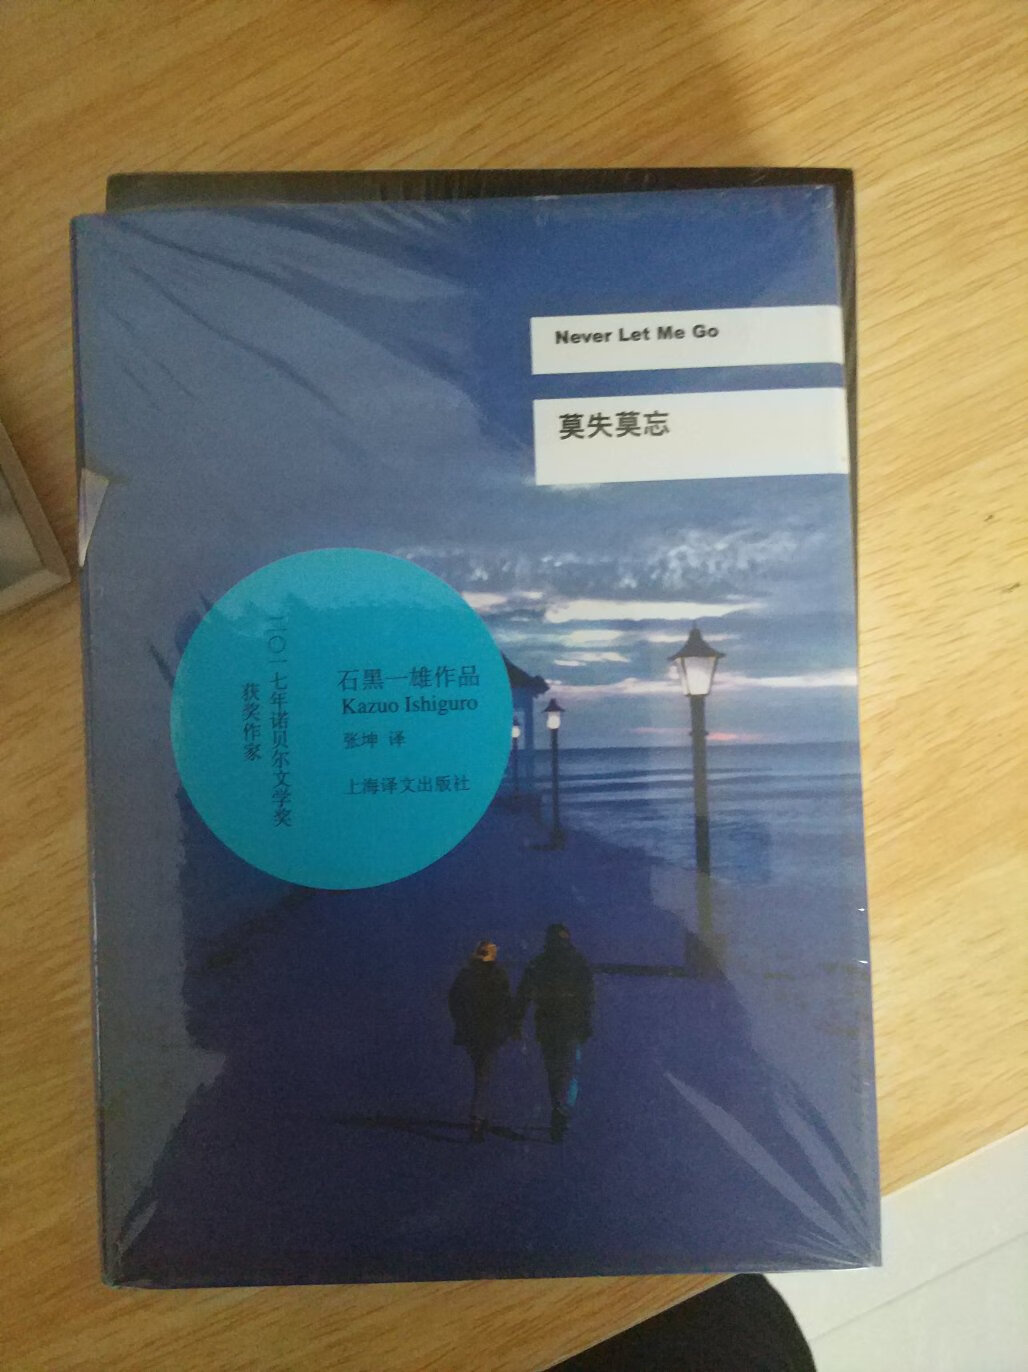 Never Let Me Go
莫失莫忘
二〇一七年诺贝尔文学奖
获奖作家
石黑一雄作品
Kazuo Ishiguro
张坤 译
上海译文出版社